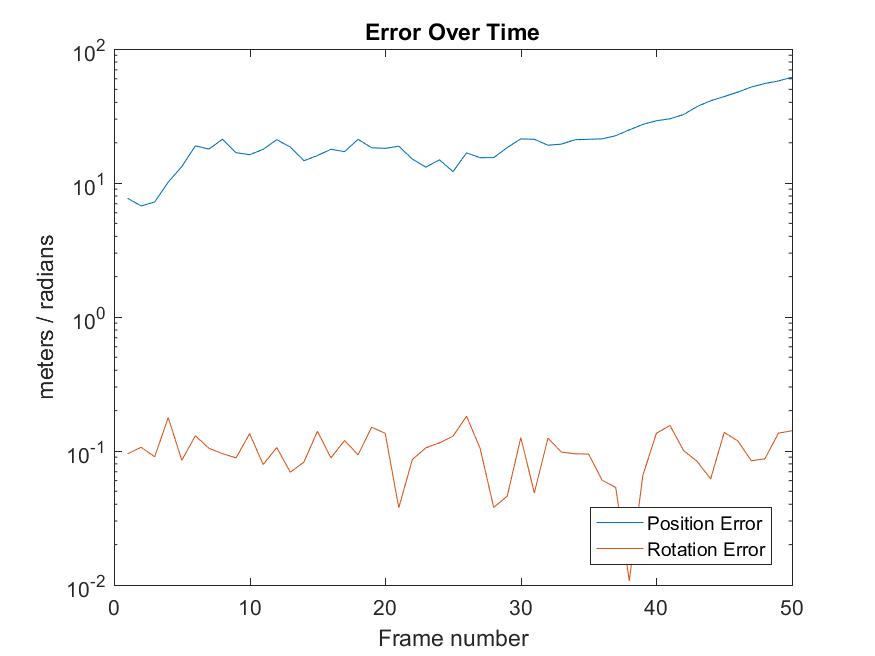 Error Over Time
10^2
10^1
10^0
10^-1
10^-2
meters / radians
Position Error
Rotation Error
0 10 20 30 40 50
Frame number